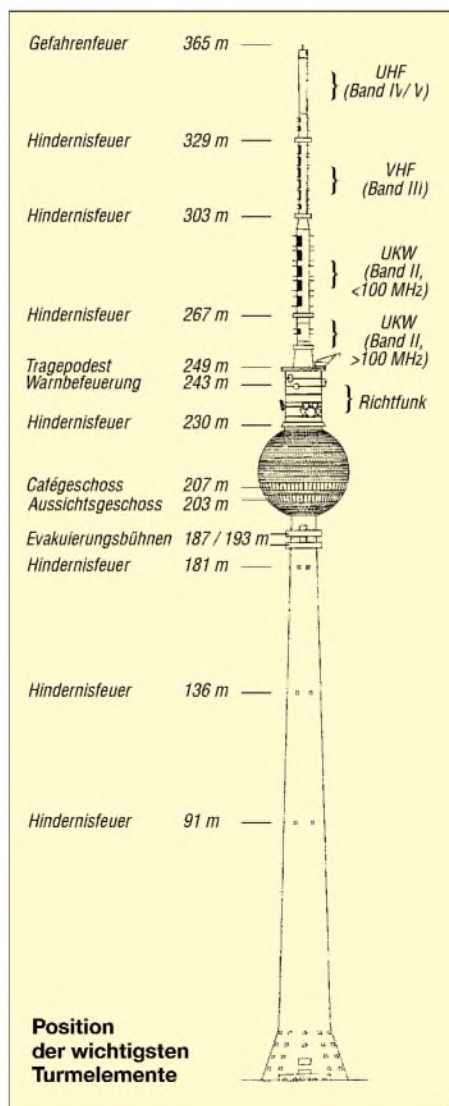 Gefahrenfeuer 365 m
UHF
(Band IV/ V)
Hindernisfeuer 329 m
VHF
(Band III)
Hindernisfeuer 303 m
UKW
(Band II,
<100 MHz)
Hindernisfeuer 267 m
UKW
(Band II,
>100 MHz)
Tragepodest 249 m
Warnbefeuerung 243 m
Richtfunk
Hindernisfeuer 230 m
Cafégeschoss 207 m
Aussichtsgeschoss 203 m
Evakuierungsbühnen 187 / 193 m
Hindernisfeuer 181 m
Hindernisfeuer 136 m
Hindernisfeuer 91 m
Position
der wichtigsten
Turmelemente